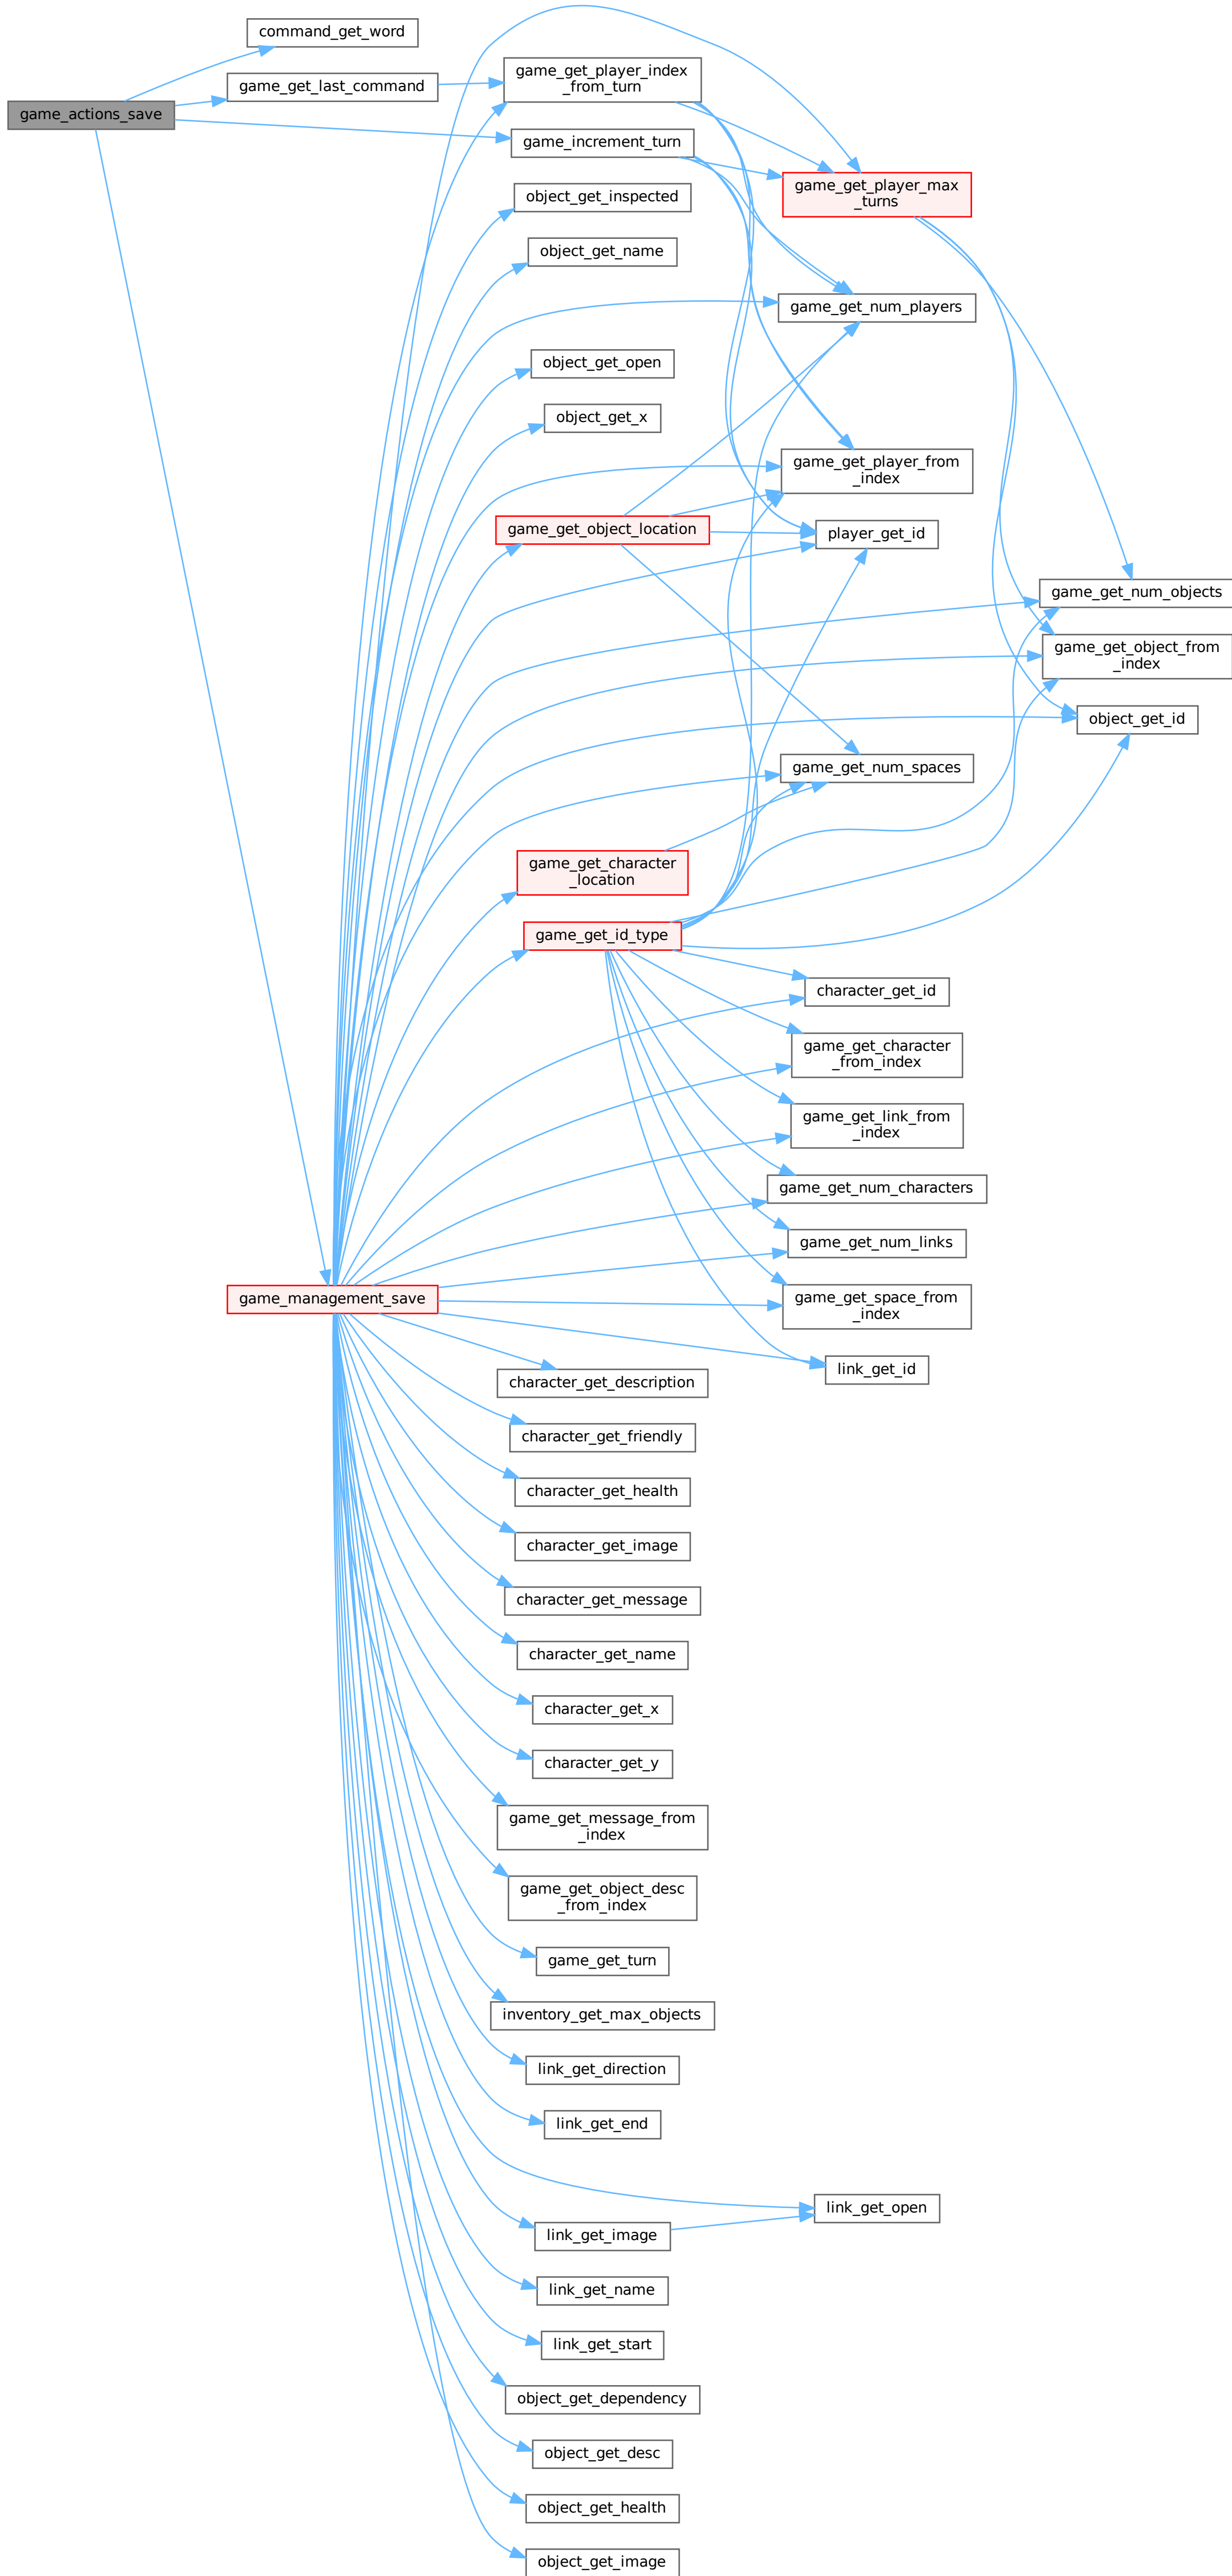 command_get_word
game_get_last_command
game_actions_save
game_get_player_index
_from_turn
game_increment_turn
object_get_inspected
game_get_player_max
_turns
object_get_name
game_get_num_players
object_get_open
object_get_x
game_get_player_from
_index
game_get_object_location
player_get_id
game_get_num_objects
game_get_object_from
_index
object_get_id
game_get_num_spaces
game_get_character
_location
game_get_id_type
character_get_id
game_get_character
_from_index
game_get_link_from
_index
game_get_num_characters
game_get_num_links
game_management_save
game_get_space_from
_index
link_get_id
character_get_description
character_get_friendly
character_get_health
character_get_image
character_get_message
character_get_name
character_get_x
character_get_y
game_get_message_from
_index
game_get_object_desc
_from_index
game_get_turn
inventory_get_max_objects
link_get_direction
link_get_end
link_get_open
link_get_image
link_get_name
link_get_start
object_get_dependency
object_get_desc
object_get_health
object_get_image